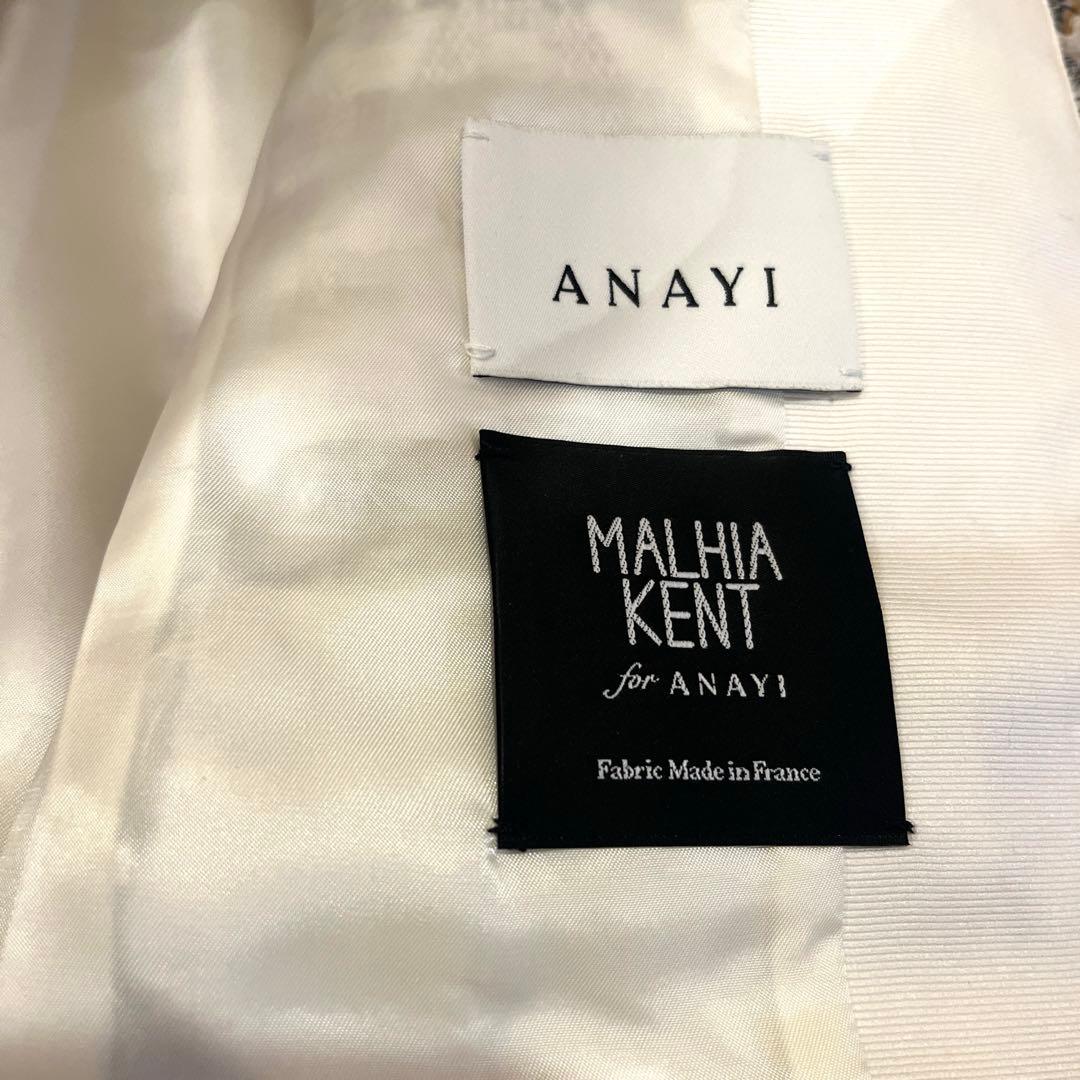 ANAYI
MALHIA
KENT
for ANAYI
Fabric Made in France